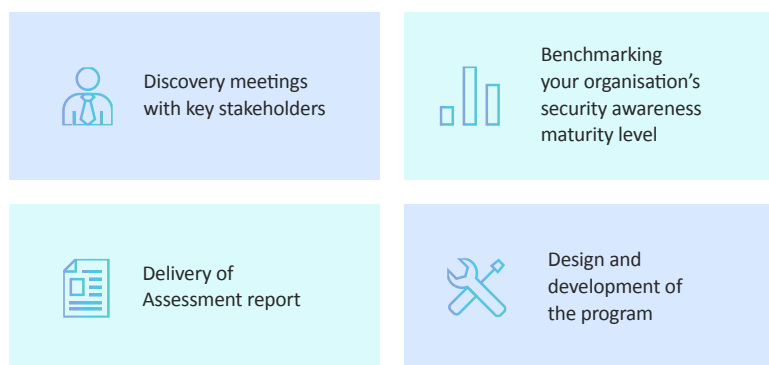 Discovery meetings
with key stakeholders
Benchmarking
your organisation’s
security awareness
maturity level
Delivery of
Assessment report
Design and
development of
the program